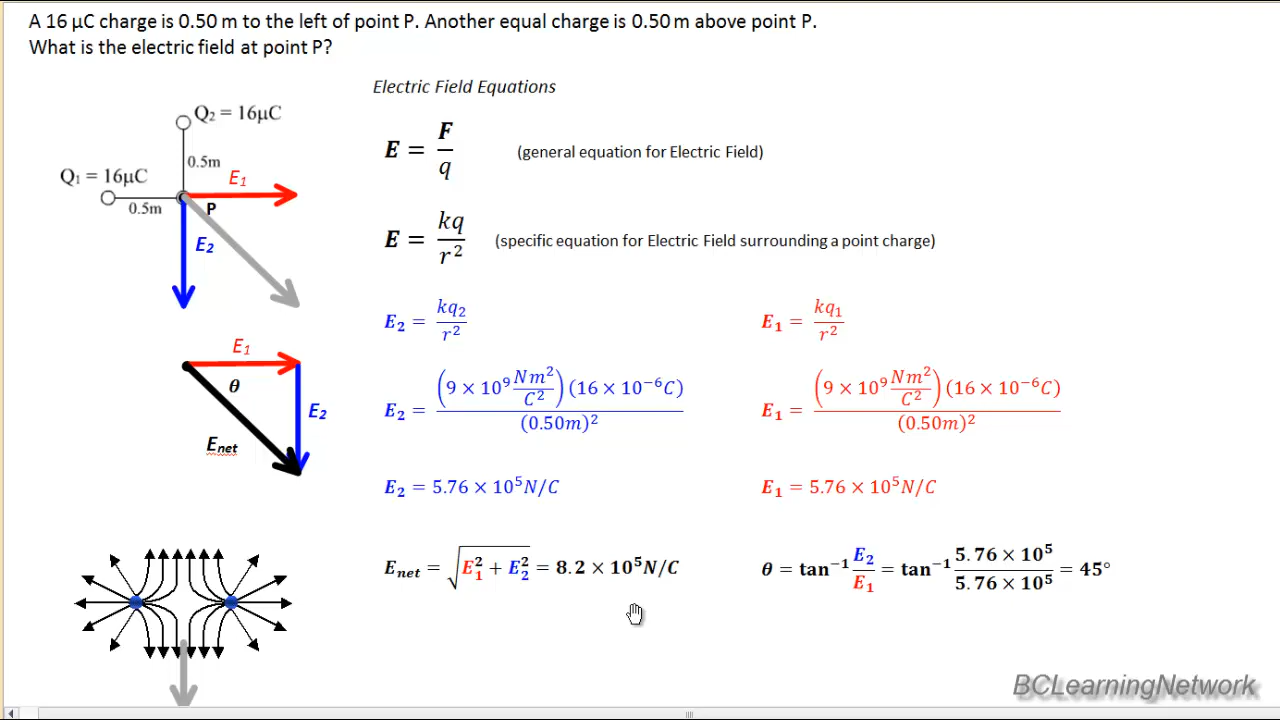 A 16 µC charge is 0.50 m to the left of point P. Another equal charge is 0.50 m above point P.
What is the electric field at point P?
Electric Field Equations
Q₂ = 16µC
0.5m
Q₁ = 16µC
E₁
0.5m
P
E₂
E = F/q (general equation for Electric Field)
E = kq/r² (specific equation for Electric Field surrounding a point charge)
E₂ = kq₂/r² E₁ = kq₁/r²
E₁
θ
E₂
Enet
E₂ = (9 × 10⁹ Nm²/C²)(16 × 10⁻⁶C)/(0.50m)² E₁ = (9 × 10⁹ Nm²/C²)(16 × 10⁻⁶C)/(0.50m)²
E₂ = 5.76 × 10⁵N/C E₁ = 5.76 × 10⁵N/C
Enet = √(E₁² + E₂²) = 8.2 × 10⁵N/C θ = tan⁻¹ E₂/E₁ = tan⁻¹ 5.76 × 10⁵/5.76 × 10⁵ = 45°
BCLearningNetwork